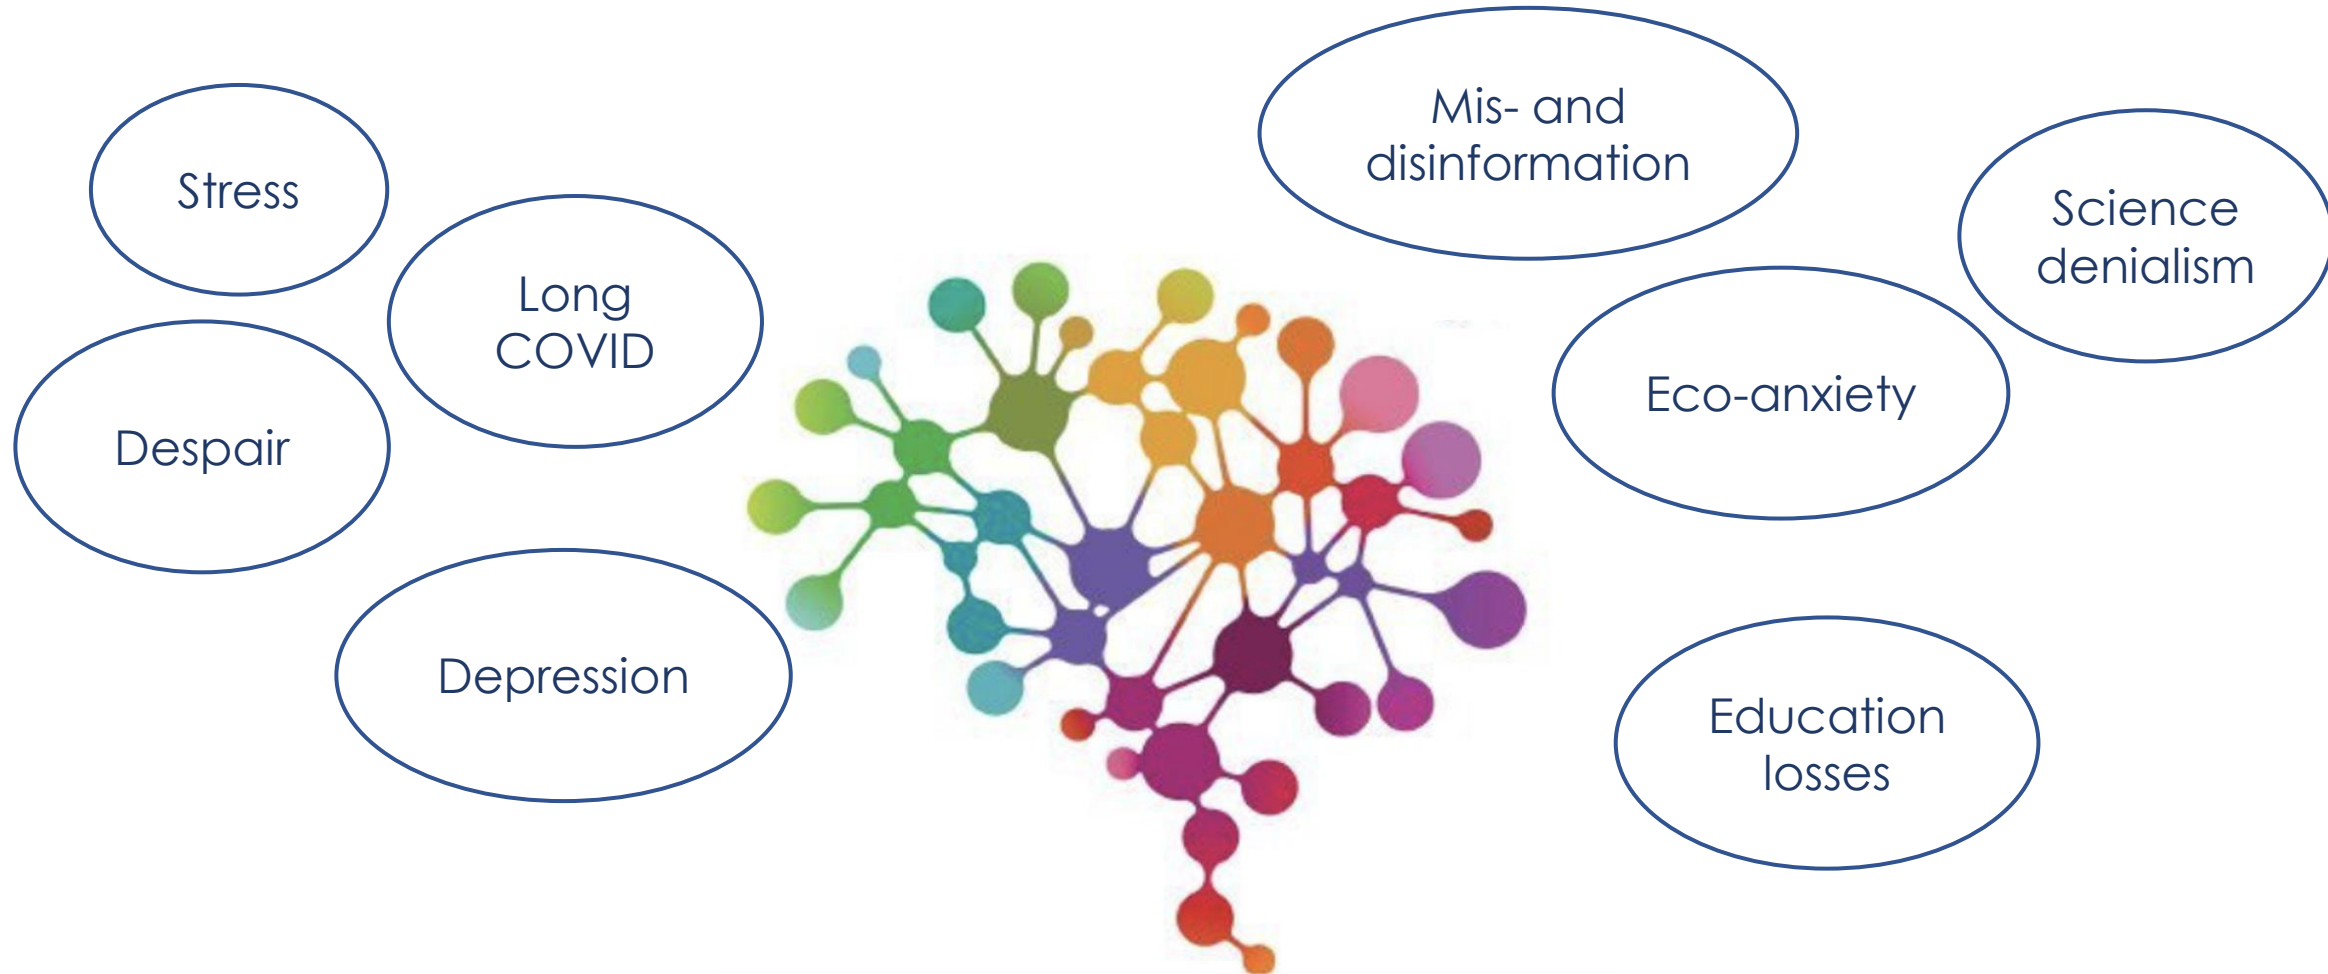 Stress
Long
COVID
Despair
Depression
Mis- and
disinformation
Science
denialism
Eco-anxiety
Education
losses